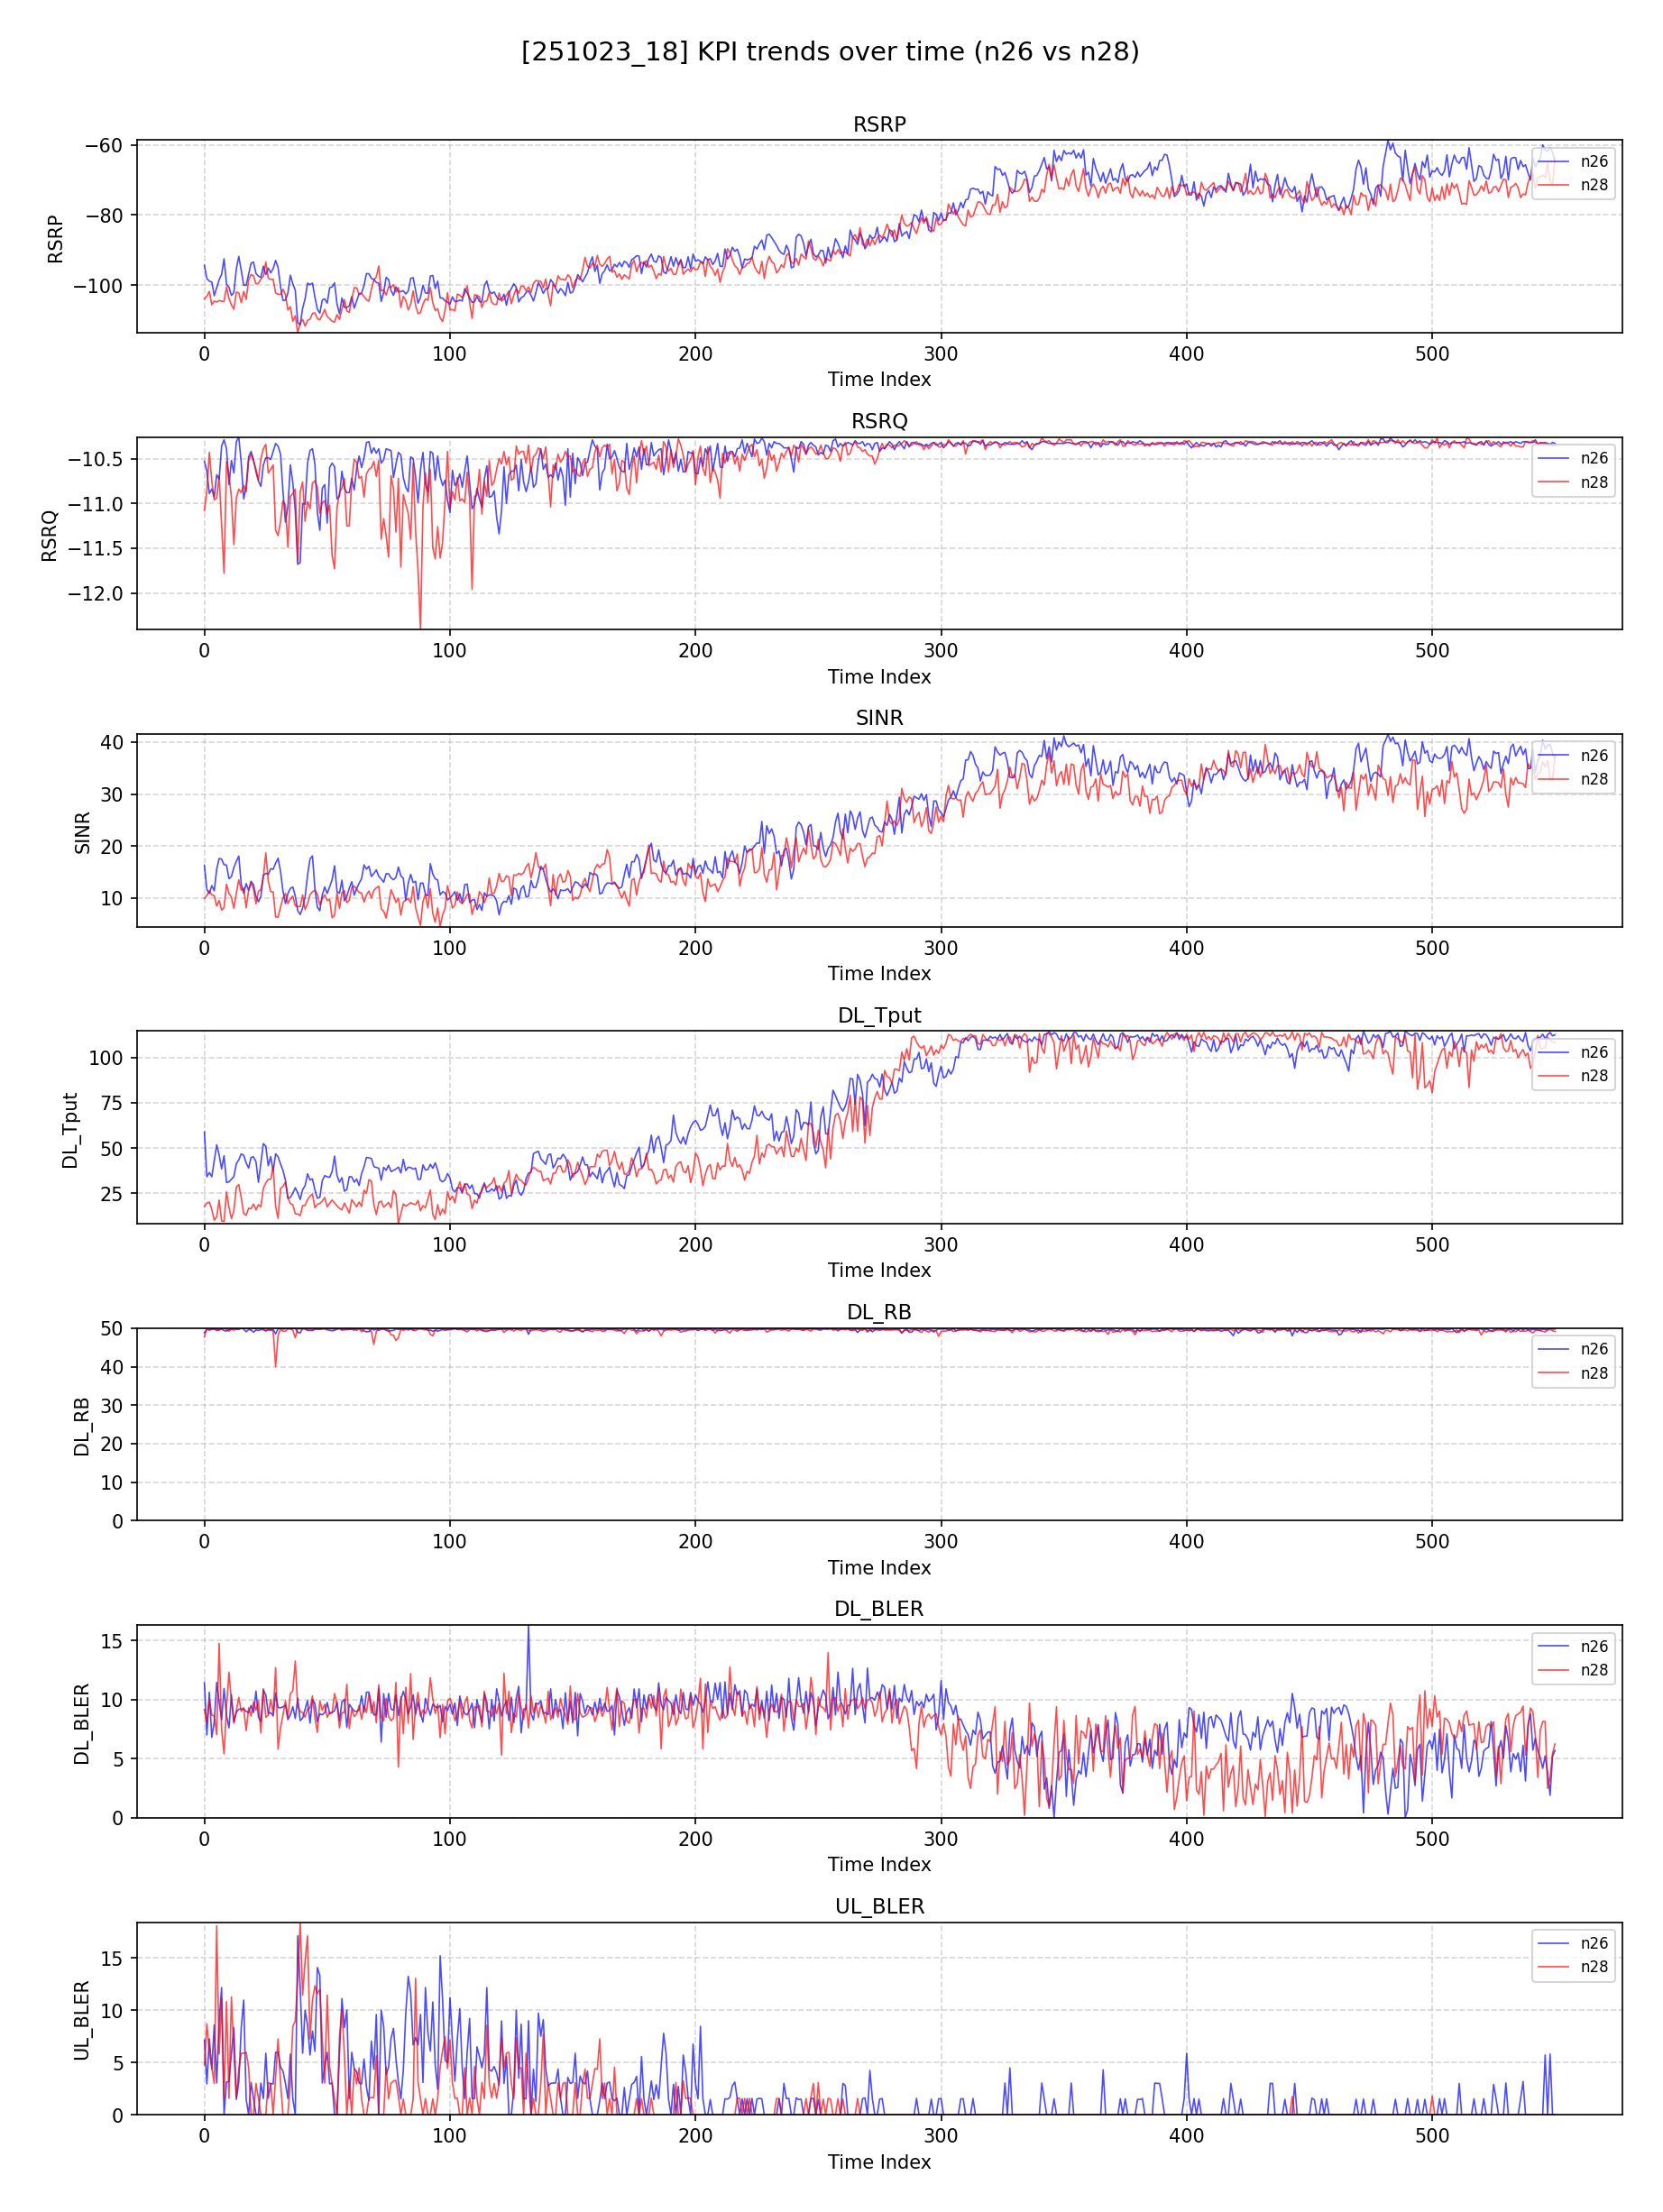 [251023_18] KPI trends over time (n26 vs n28)
RSRP
−60
−80
−100
RSRP
n26
n28
0 100 200 300 400 500
Time Index
RSRQ
−10.5
−11.0
−11.5
−12.0
RSRQ
n26
n28
0 100 200 300 400 500
Time Index
SINR
40
30
20
10
SINR
n26
n28
0 100 200 300 400 500
Time Index
DL_Tput
100
75
50
25
DL_Tput
n26
n28
0 100 200 300 400 500
Time Index
DL_RB
50
40
30
20
10
0
DL_RB
n26
n28
0 100 200 300 400 500
Time Index
DL_BLER
15
10
5
0
DL_BLER
n26
n28
0 100 200 300 400 500
Time Index
UL_BLER
15
10
5
0
UL_BLER
n26
n28
0 100 200 300 400 500
Time Index